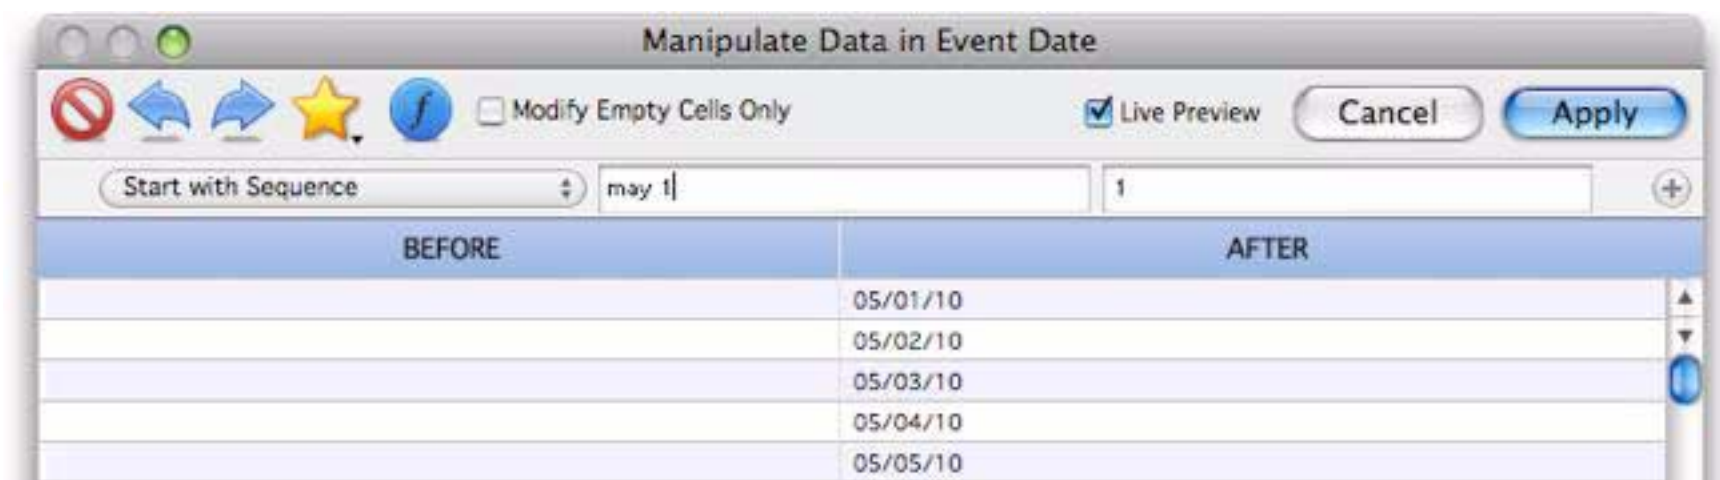 Manipulate Data in Event Date
f Modify Empty Cells Only Live Preview Cancel Apply
Start with Sequence may 1 1
BEFORE AFTER
05/01/10
05/02/10
05/03/10
05/04/10
05/05/10